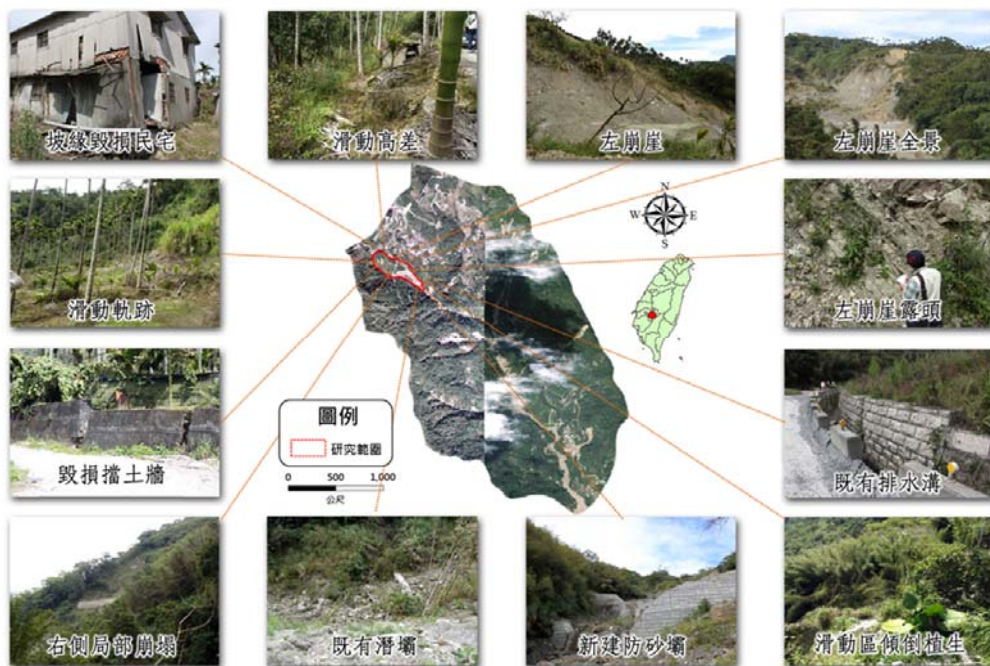 坡緣毀損民宅
滑動高差
左崩崖
左崩崖全景
滑動軌跡
N
W
E
S
左崩崖露頭
毀損擋土牆
圖例
研究範圍
0 500 1,000
公尺
既有排水溝
右側局部崩塌
既有潛壩
新建防砂壩
滑動區傾倒植生